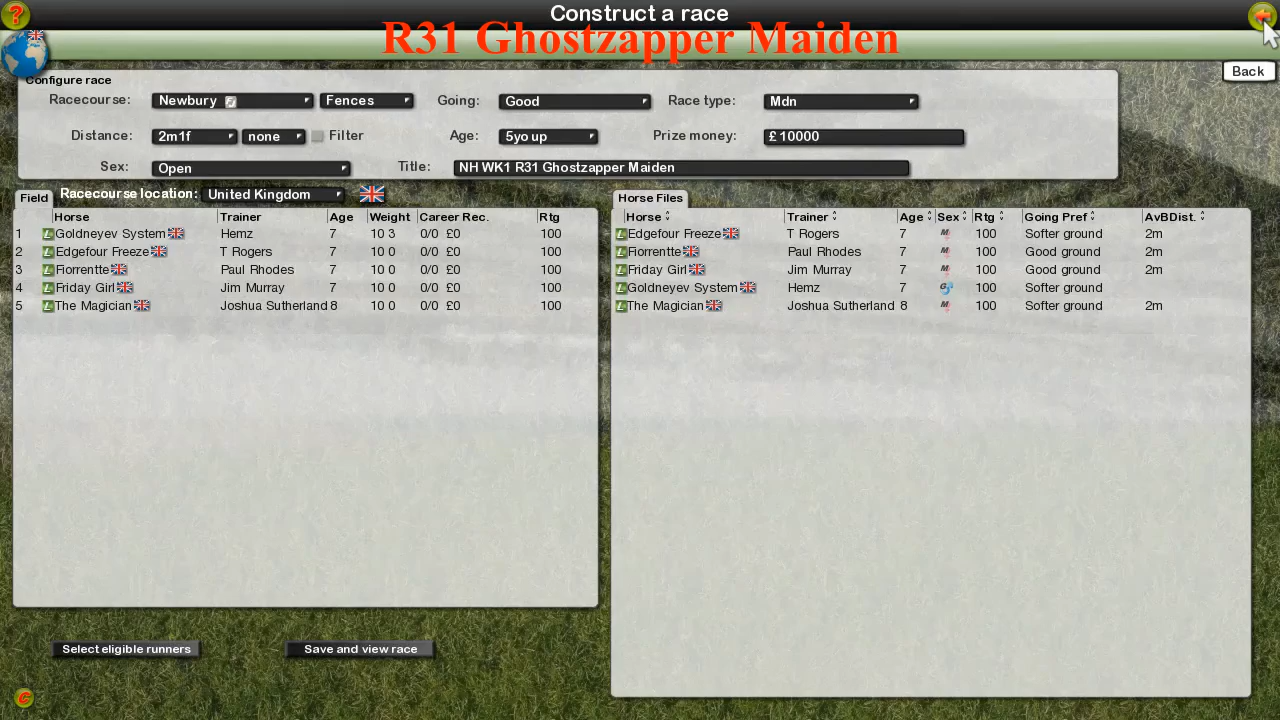 Construct a race
R31 Ghostzapper Maiden
Back
Configure race
Racecourse: Newbury Fences Going: Good Race type: Mdn
Distance: 2m1f none Filter Age: 5yo up Prize money: £ 10000
Sex: Open Title: NH WK1 R31 Ghostzapper Maiden
Field Racecourse location: United Kingdom
Horse Trainer Age Weight Career Rec. Rtg
1 Goldneyev System Hemz 7 10 3 0/0 £0 100
2 Edgefour Freeze T Rogers 7 10 0 0/0 £0 100
3 Fiorrentte Paul Rhodes 7 10 0 0/0 £0 100
4 Friday Girl Jim Murray 7 10 0 0/0 £0 100
5 The Magician Joshua Sutherland 8 10 0 0/0 £0 100
Horse Files
Horse Trainer Age Sex Rtg Going Pref AvBDist.
Edgefour Freeze T Rogers 7 M 100 Softer ground 2m
Fiorrentte Paul Rhodes 7 M 100 Good ground 2m
Friday Girl Jim Murray 7 M 100 Good ground 2m
Goldneyev System Hemz 7 G 100 Softer ground
The Magician Joshua Sutherland 8 M 100 Softer ground 2m
Select eligible runners Save and view race